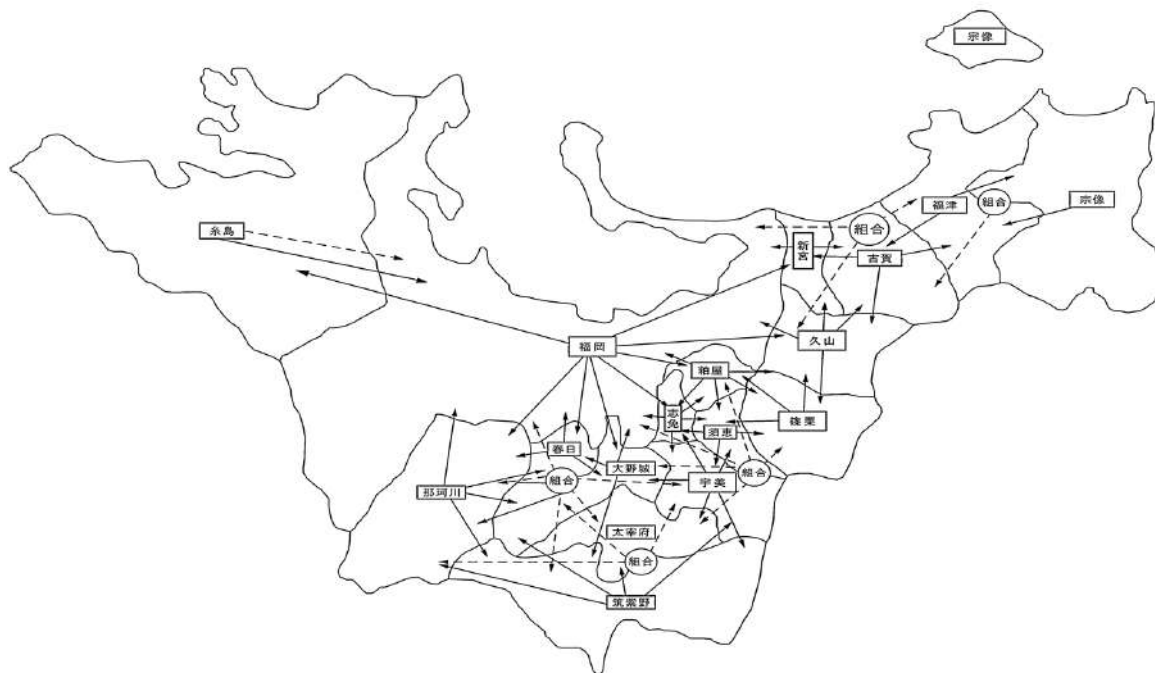 宗像
福津
組合
宗像
組合
糸島
新宮
古賀
福岡
久山
粕屋
志免
篠栗
須恵
春日
大野城
組合
宇美
組合
那珂川
太宰府
組合
筑紫野